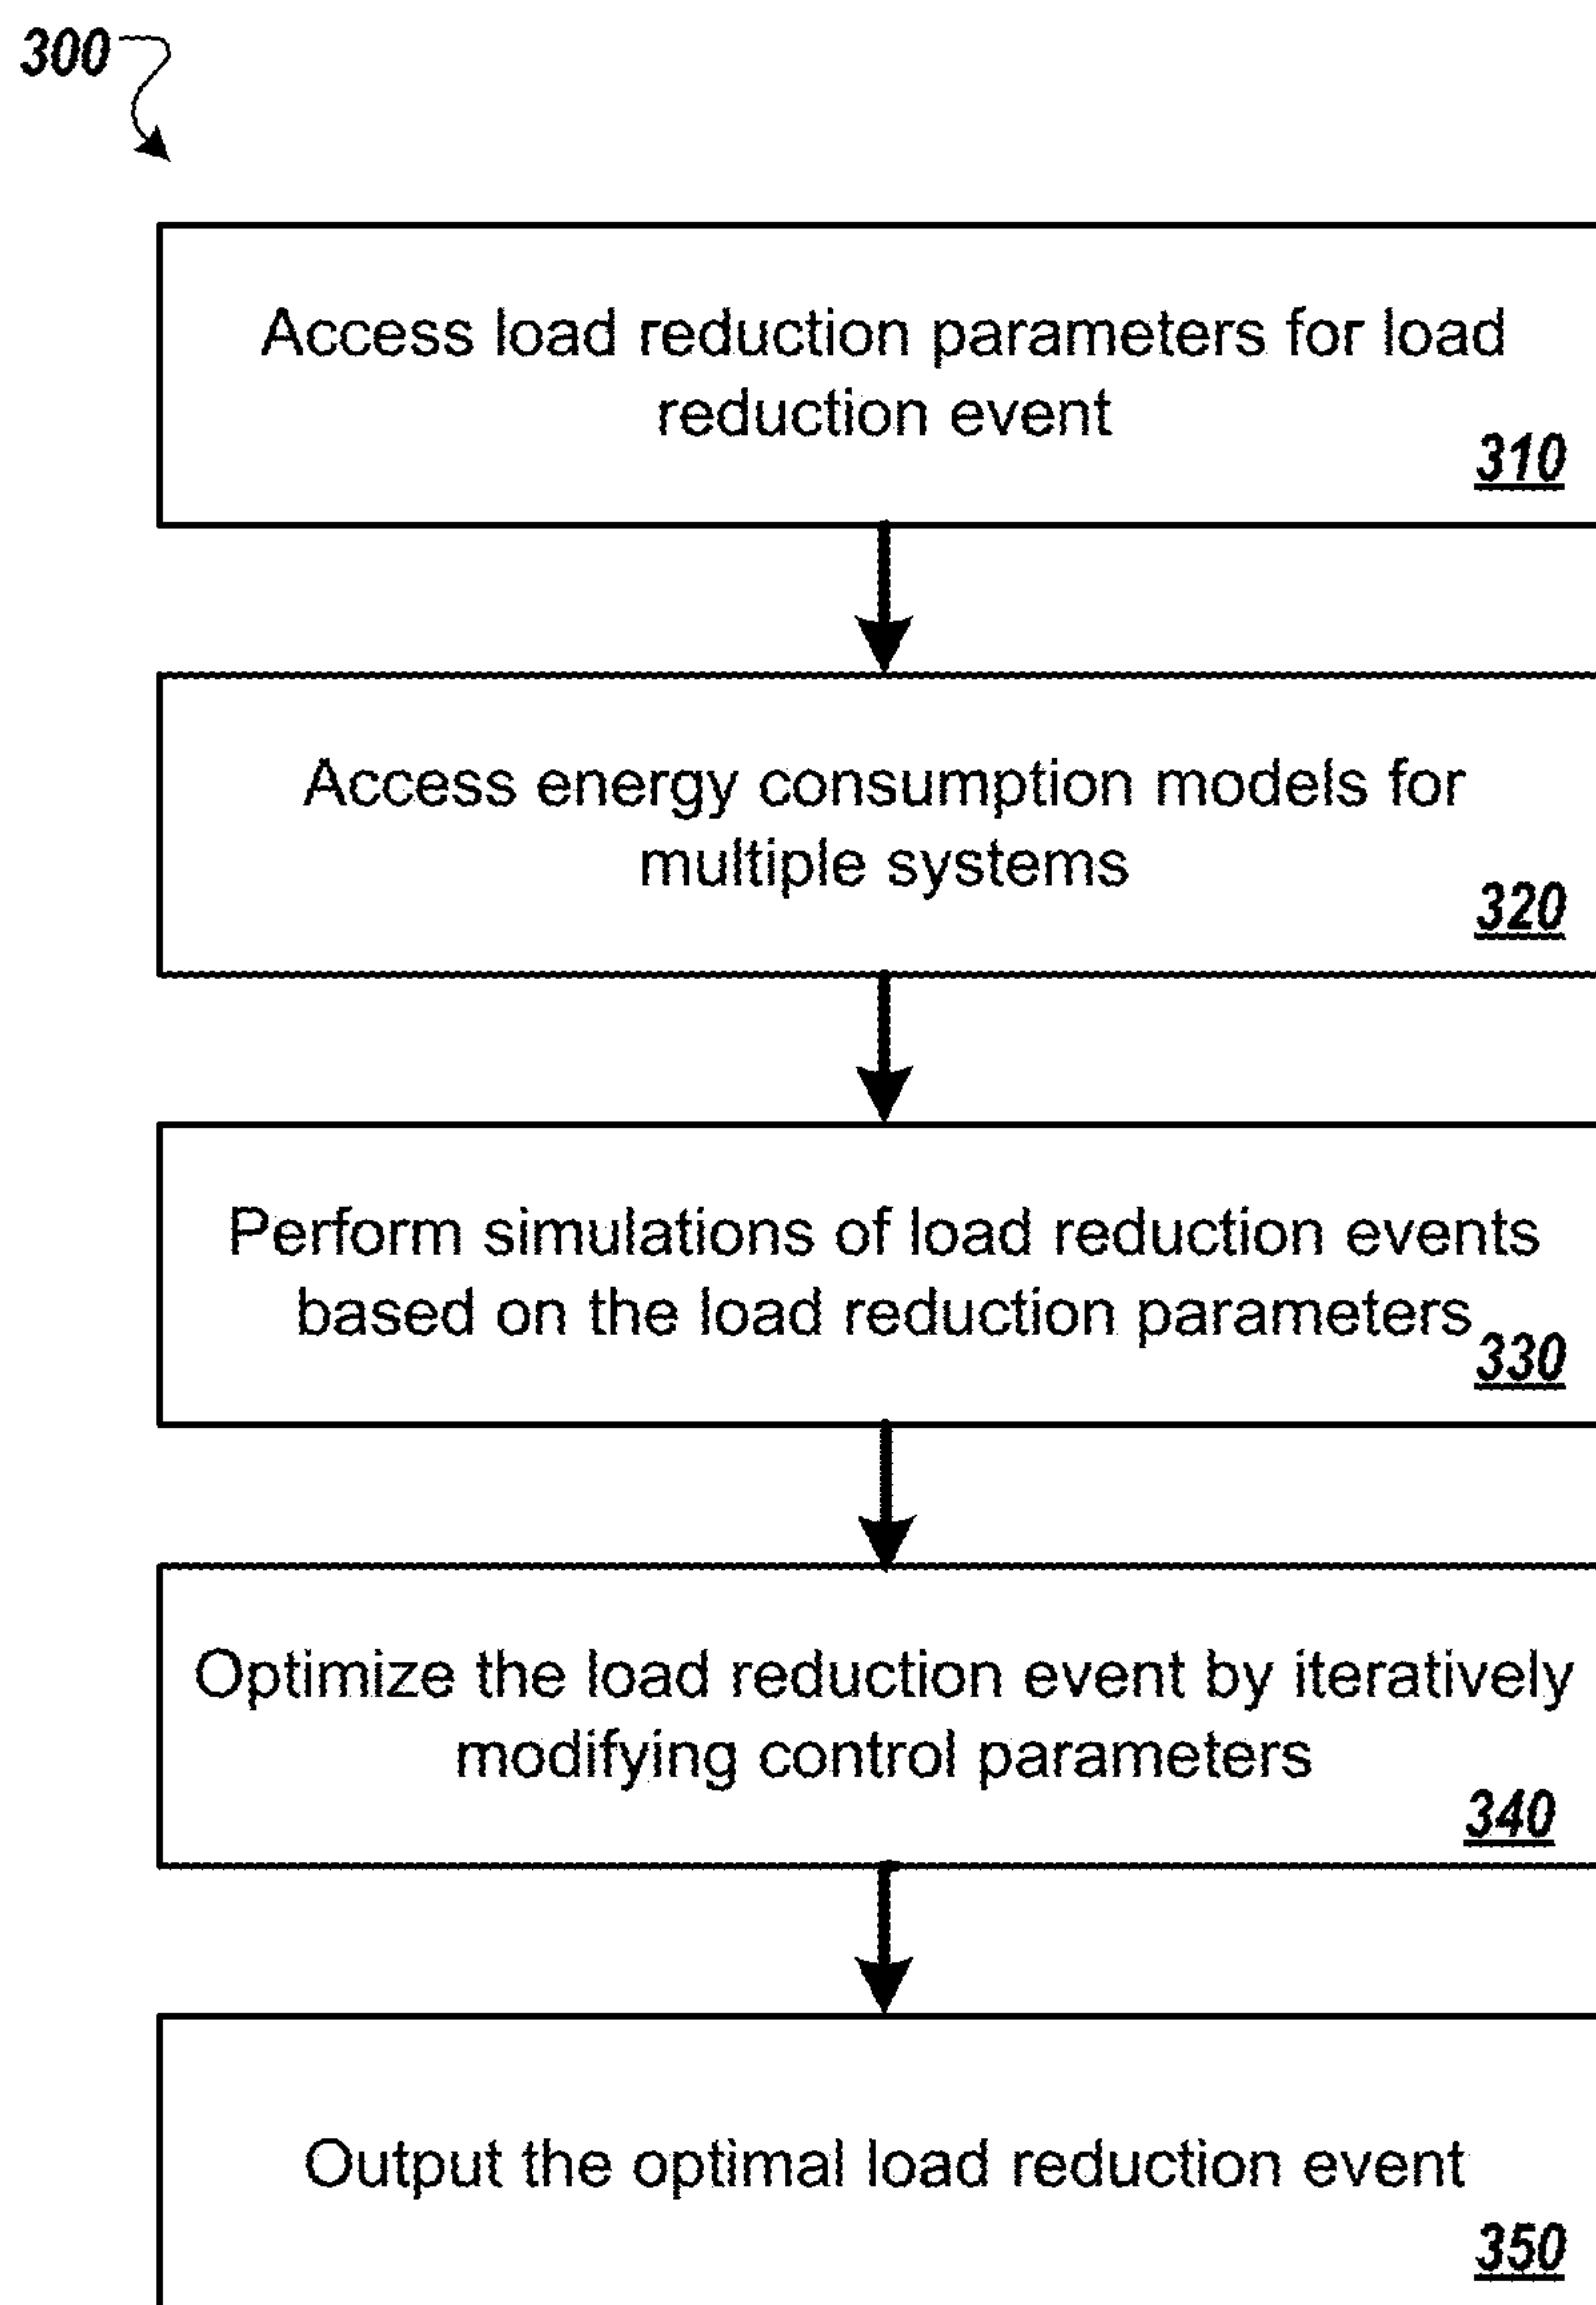 300
Access load reduction parameters for load
reduction event
310
Access energy consumption models for
multiple systems
320
Perform simulations of load reduction events
based on the load reduction parameters
330
Optimize the load reduction event by iteratively
modifying control parameters
340
Output the optimal load reduction event
350